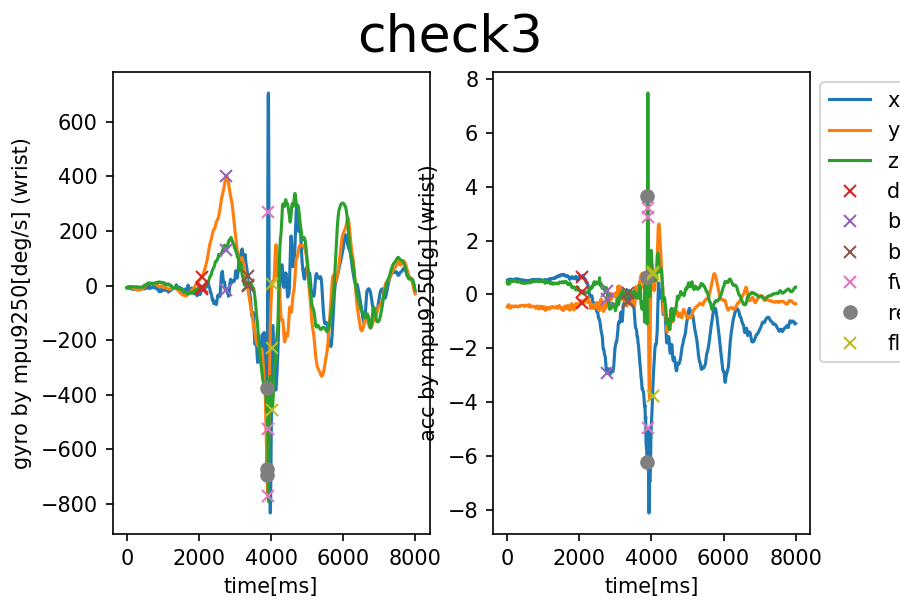 check3
gyro by mpu9250[deg/s] (wrist)
600
400
200
0
−200
−400
−600
−800
0 2000 4000 6000 8000
time[ms]
acc by mpu9250[g] (wrist)
8
6
4
2
0
−2
−4
−6
−8
0 2000 4000 6000 8000
time[ms]
x
y
z
d
b
b
re
fl